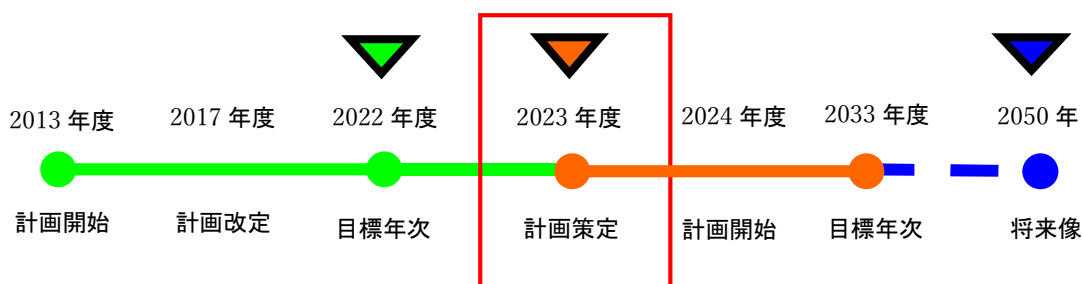 2013 年度 2017 年度 2022 年度 2023 年度 2024 年度 2033 年度 2050 年
計画開始 計画改定 目標年次 計画策定 計画開始 目標年次 将来像